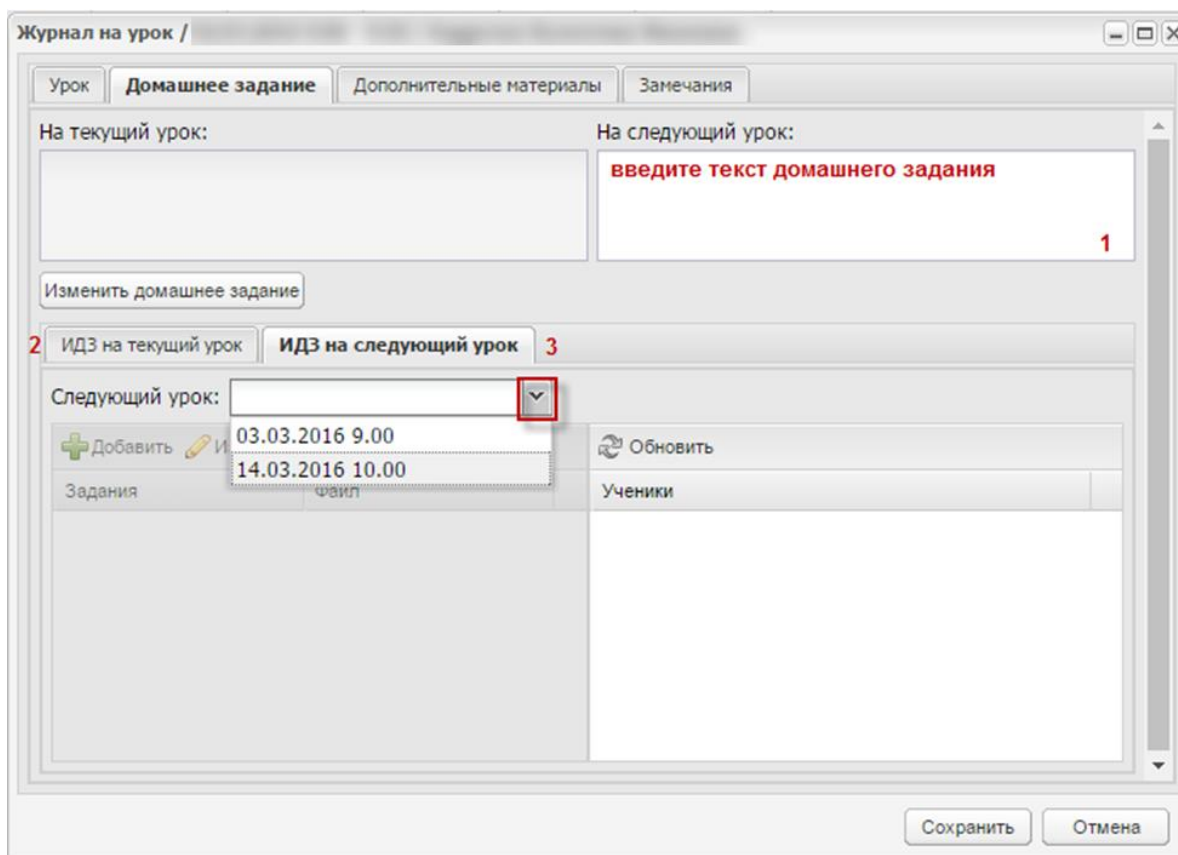 Журнал на урок /
Урок Домашнее задание Дополнительные материалы Замечания
На текущий урок: На следующий урок:
введите текст домашнего задания
1
Изменить домашнее задание
2 ИДЗ на текущий урок ИДЗ на следующий урок 3
Следующий урок:
03.03.2016 9.00
Добавить И Обновить
14.03.2016 10.00
Задания Файл Ученики
Сохранить Отмена